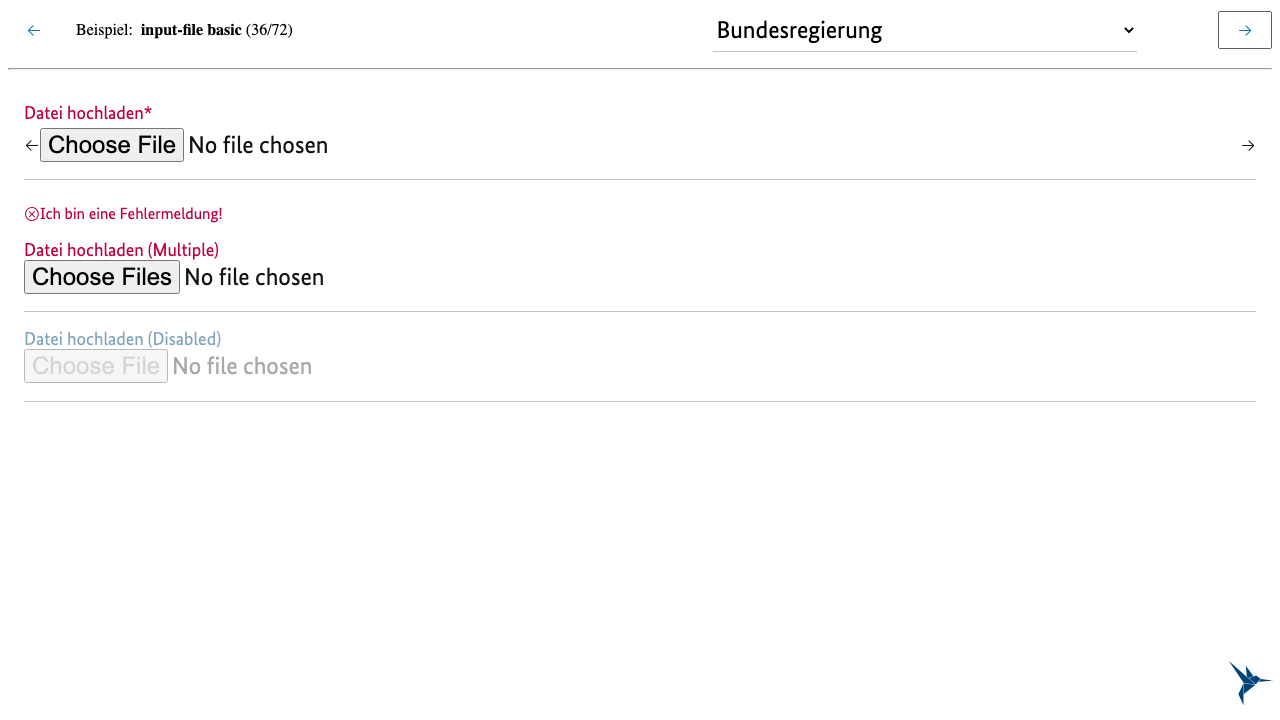 Beispiel: input-file basic (36/72)
Bundesregierung
Datei hochladen*
Choose File No file chosen
Ich bin eine Fehlermeldung!
Datei hochladen (Multiple)
Choose Files No file chosen
Datei hochladen (Disabled)
Choose File No file chosen